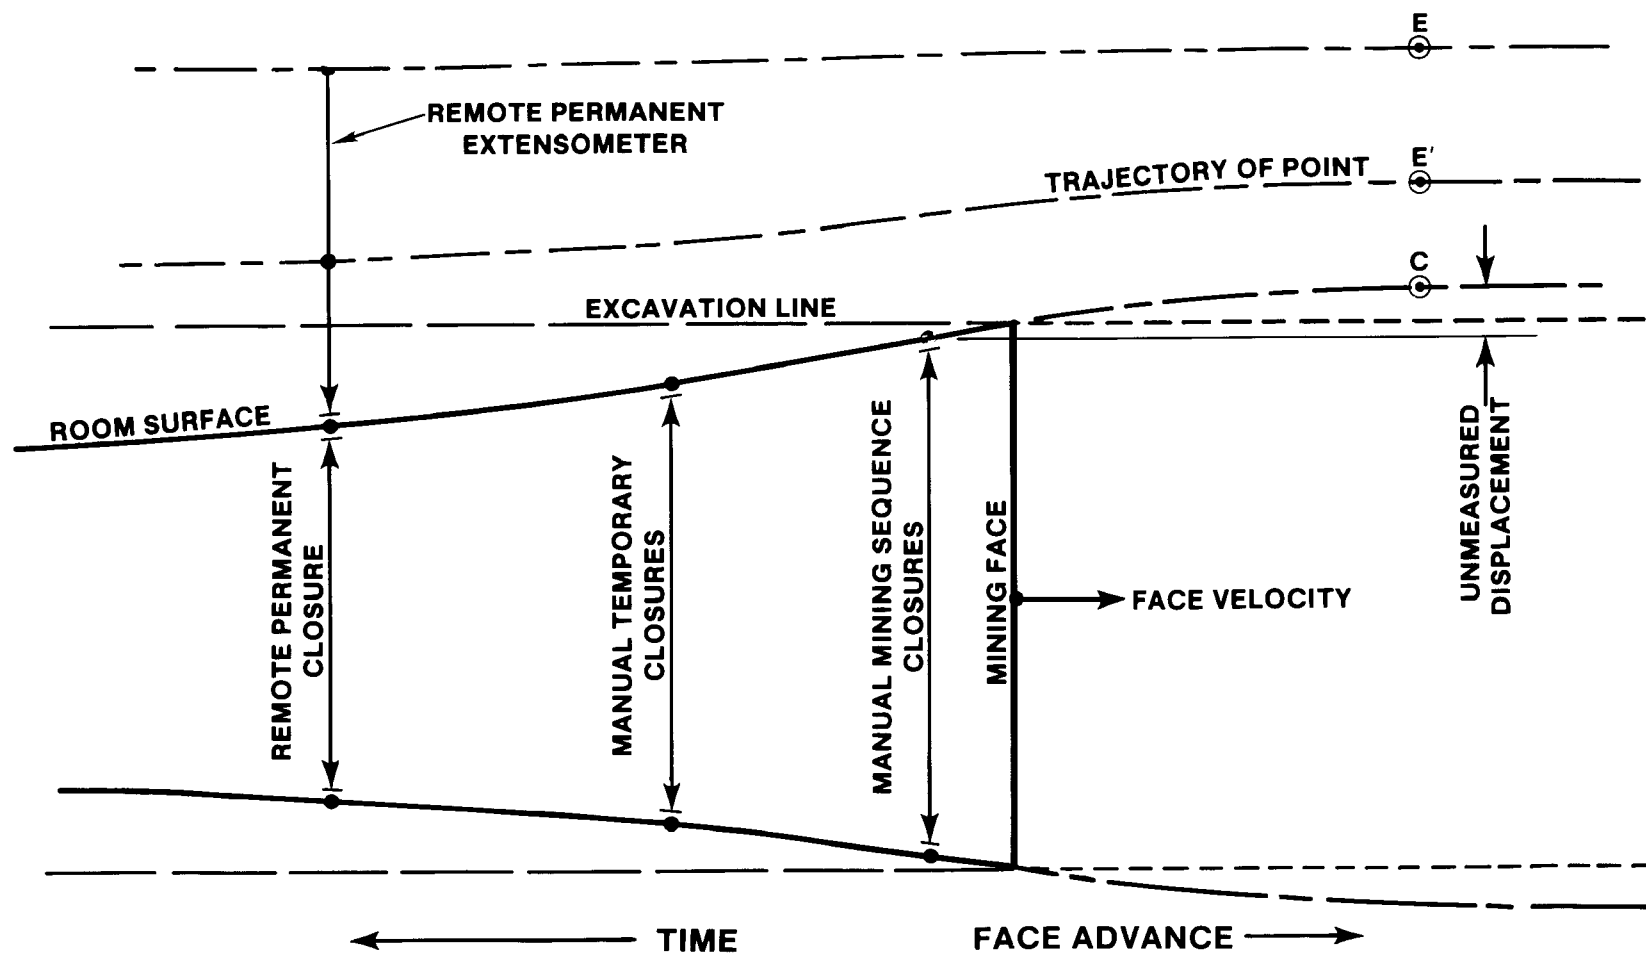 E
REMOTE PERMANENT
EXTENSOMETER
E'
TRAJECTORY OF POINT
C
EXCAVATION LINE
ROOM SURFACE
REMOTE PERMANENT
CLOSURE
MANUAL TEMPORARY
CLOSURES
MANUAL MINING SEQUENCE
CLOSURES
MINING FACE
FACE VELOCITY
UNMEASURED
DISPLACEMENT
TIME
FACE ADVANCE